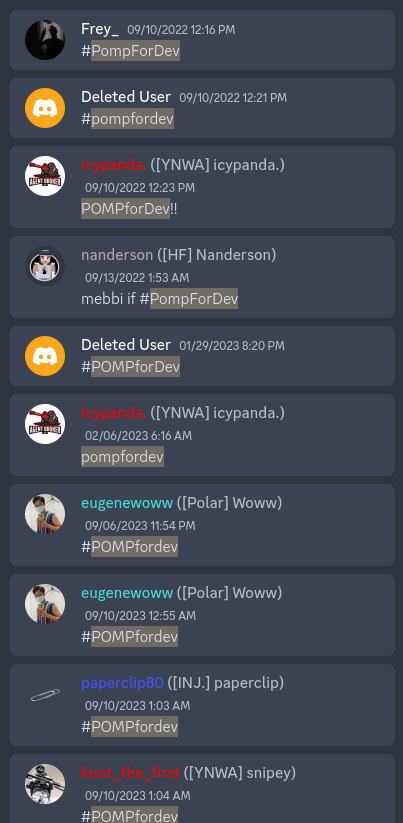 Frey_ 09/10/2022 12:16 PM
#PompForDev
Deleted User 09/10/2022 12:21 PM
#pompfordev
icypanda. ([YNWA] icypanda.)
09/10/2022 12:23 PM
POMPforDev!!
nanderson ([HF] Nanderson)
09/13/2022 1:53 AM
mebbi if #PompForDev
Deleted User 01/29/2023 8:20 PM
#POMPforDev
icypanda. ([YNWA] icypanda.)
02/06/2023 6:16 AM
pompfordev
eugenewoww ([Polar] Woww)
09/06/2023 11:54 PM
#POMPfordev
eugenewoww ([Polar] Woww)
09/10/2023 12:55 AM
#POMPfordev
paperclip80 ([INJ.] paperclip)
09/10/2023 1:03 AM
#POMPfordev
knot_the_first ([YNWA] snipey)
09/10/2023 1:04 AM
#POMPfordev